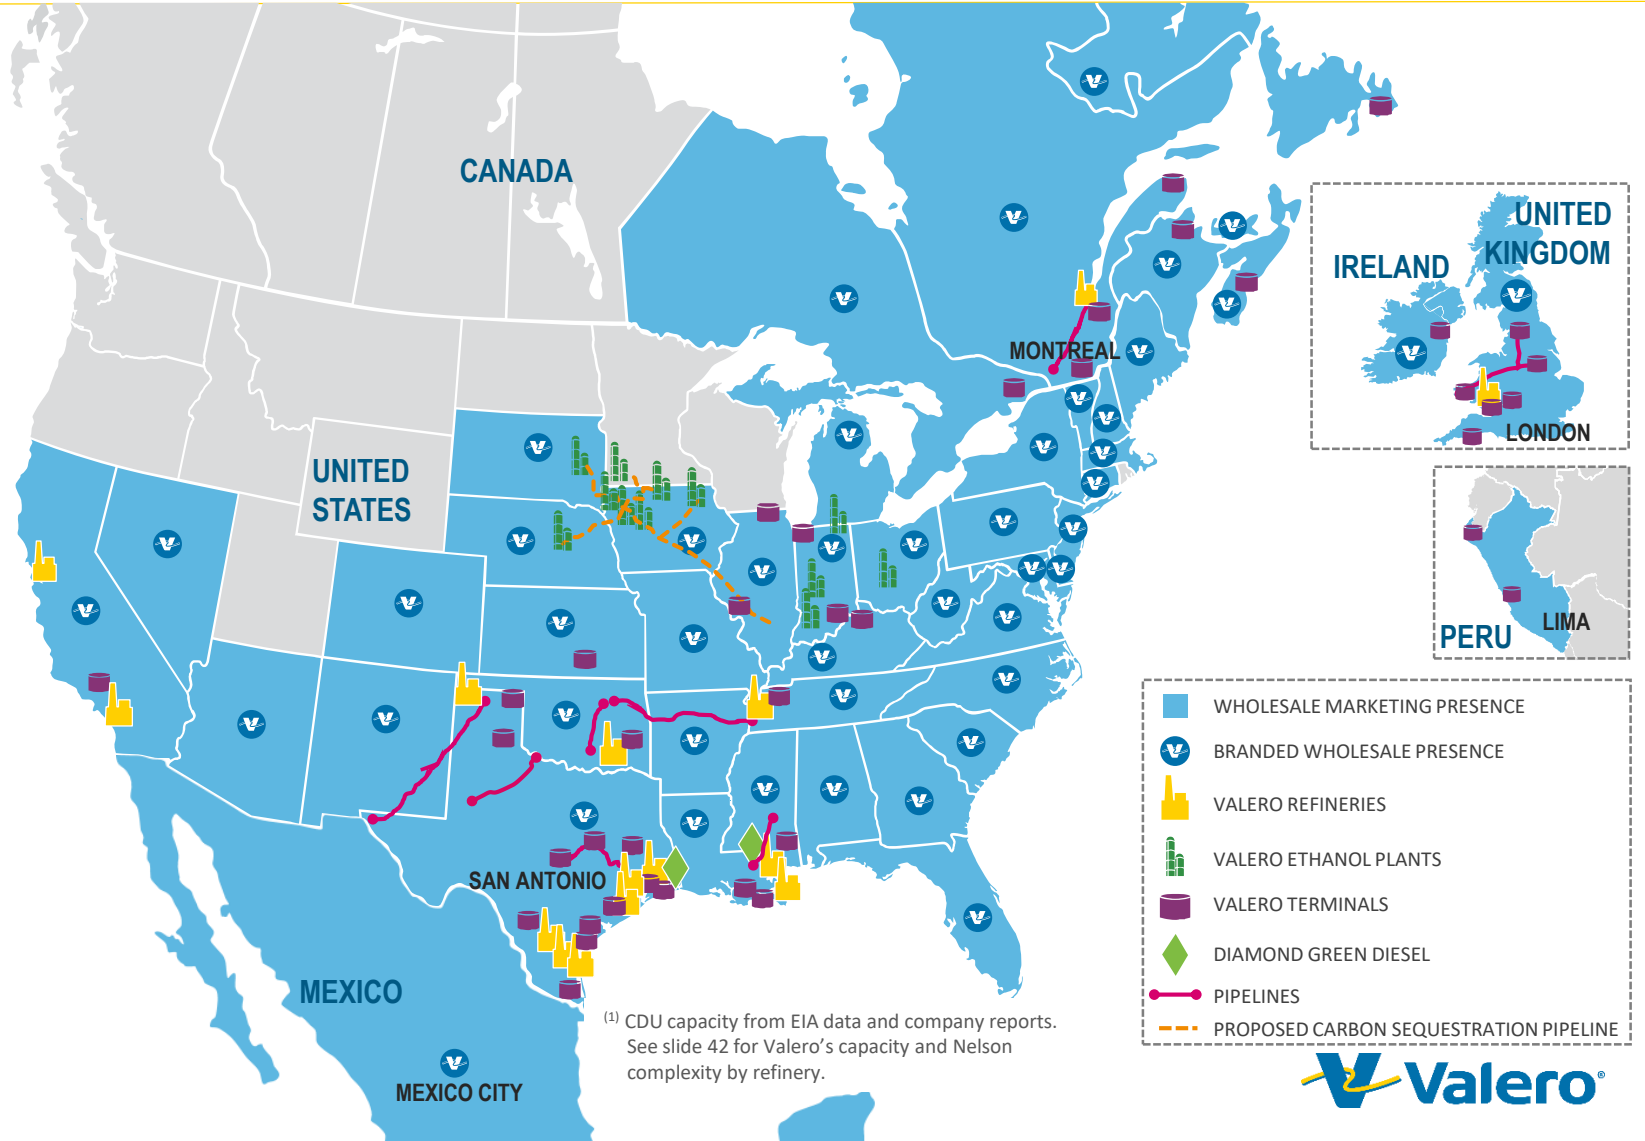 CANADA
UNITED
STATES
MONTREAL
SAN ANTONIO
MEXICO
MEXICO CITY
IRELAND
UNITED
KINGDOM
LONDON
PERU
LIMA
WHOLESALE MARKETING PRESENCE
BRANDED WHOLESALE PRESENCE
VALERO REFINERIES
VALERO ETHANOL PLANTS
VALERO TERMINALS
DIAMOND GREEN DIESEL
PIPELINES
PROPOSED CARBON SEQUESTRATION PIPELINE
(1) CDU capacity from EIA data and company reports.
See slide 42 for Valero's capacity and Nelson
complexity by refinery.
Valero®